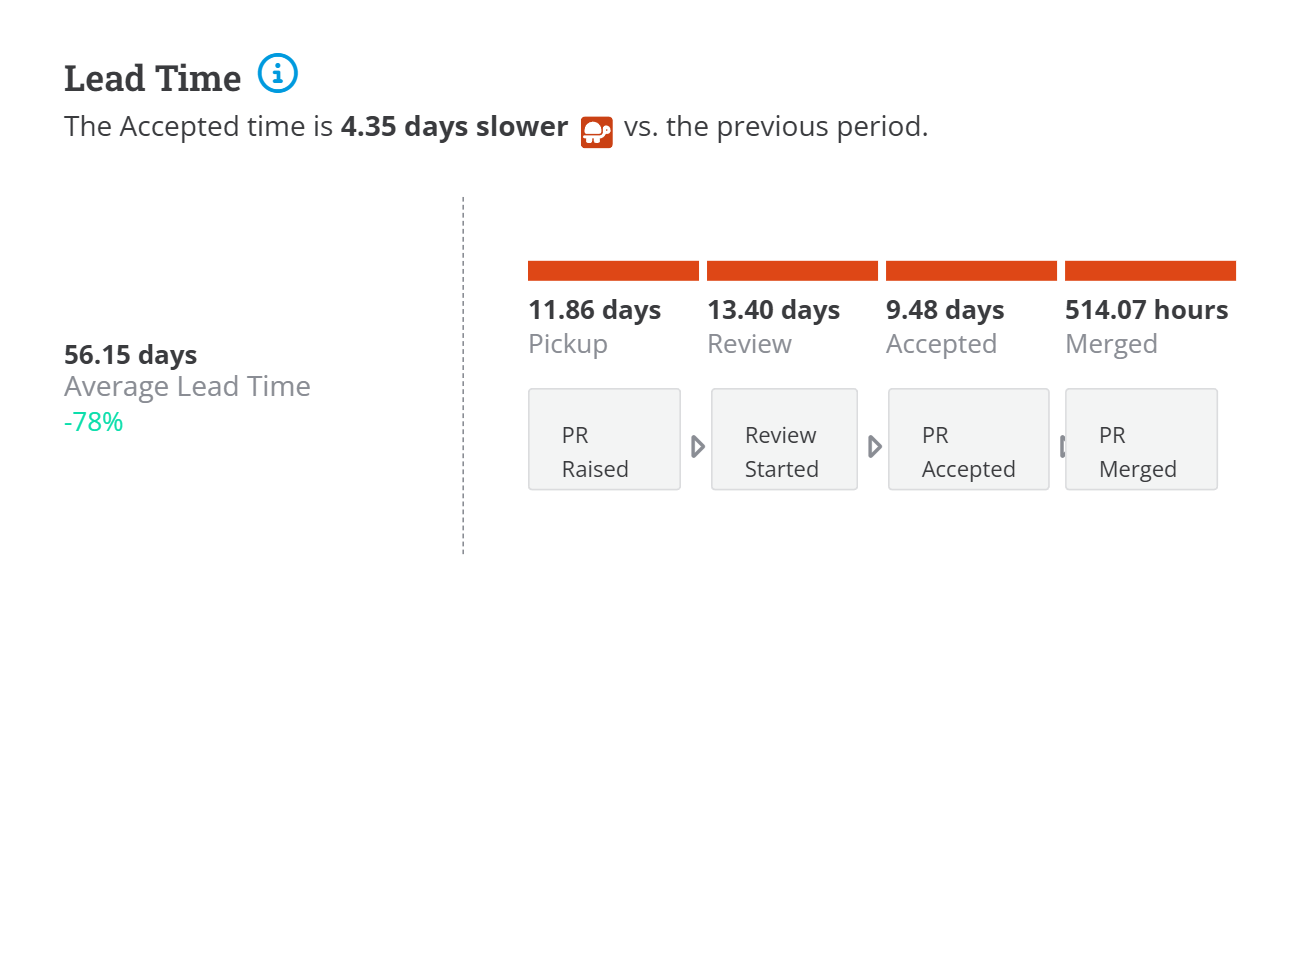 Lead Time
The Accepted time is 4.35 days slower vs. the previous period.
56.15 days
Average Lead Time
-78%
11.86 days
Pickup
13.40 days
Review
9.48 days
Accepted
514.07 hours
Merged
PR
Raised
Review
Started
PR
Accepted
PR
Merged